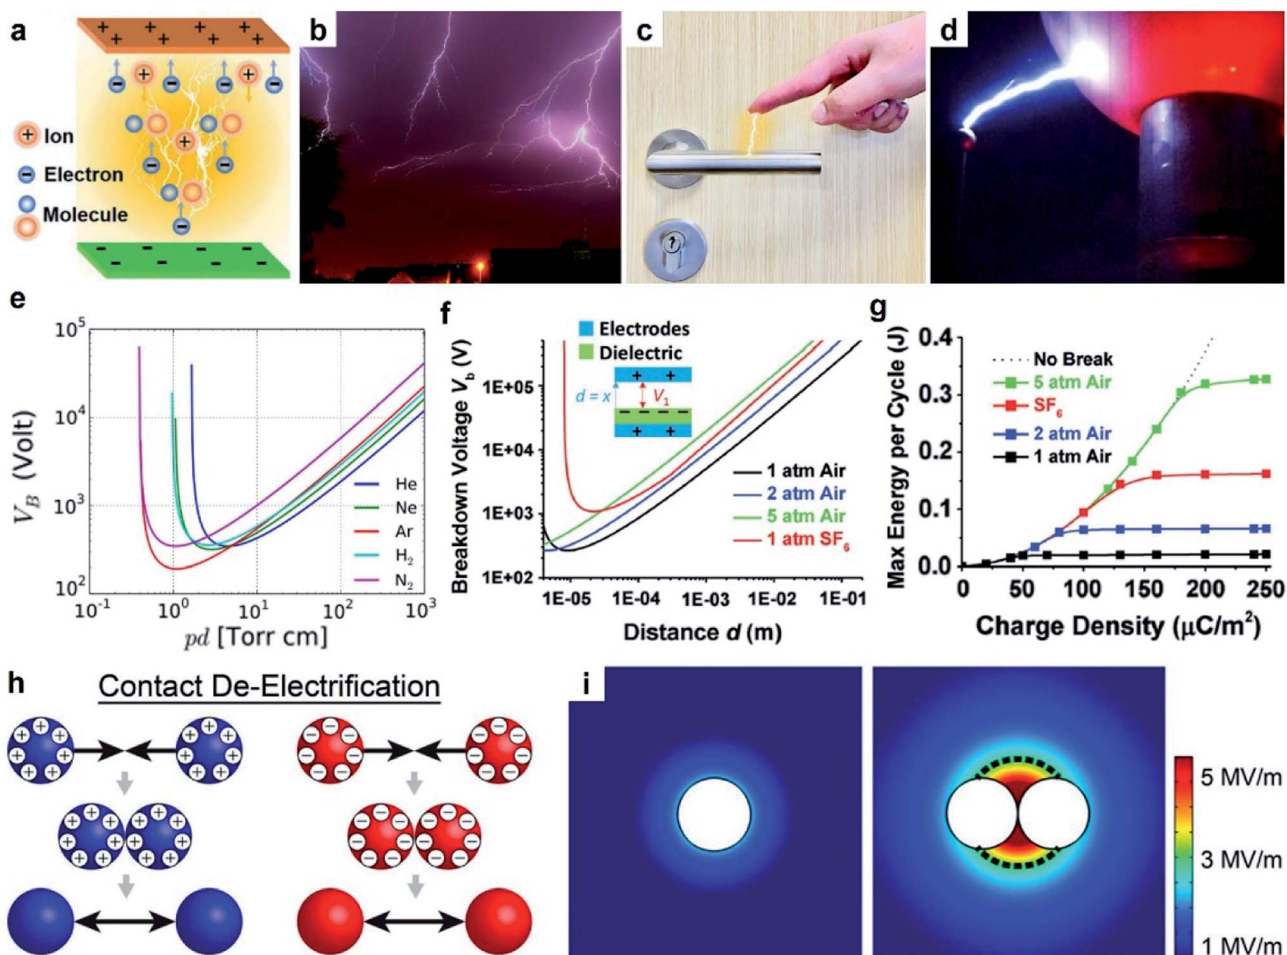 a
b
c
d
Ion
Electron
Molecule
e
10^5
10^4
10^3
10^2
V_B (Volt)
He
Ne
Ar
H_2
N_2
10^-1
10^0
10^1
10^2
10^3
pd [Torr cm]
f
Electrodes
Dielectric
d = x
V_1
1E+05
1E+04
1E+03
1E+02
Breakdown Voltage V_b (V)
1 atm Air
2 atm Air
5 atm Air
1 atm SF_6
1E-05
1E-04
1E-03
1E-02
1E-01
Distance d (m)
g
0.4
0.3
0.2
0.1
0.0
Max Energy per Cycle (J)
No Break
5 atm Air
SF_6
2 atm Air
1 atm Air
0
50
100
150
200
250
Charge Density (μC/m²)
h
Contact De-Electrification
i
5 MV/m
3 MV/m
1 MV/m